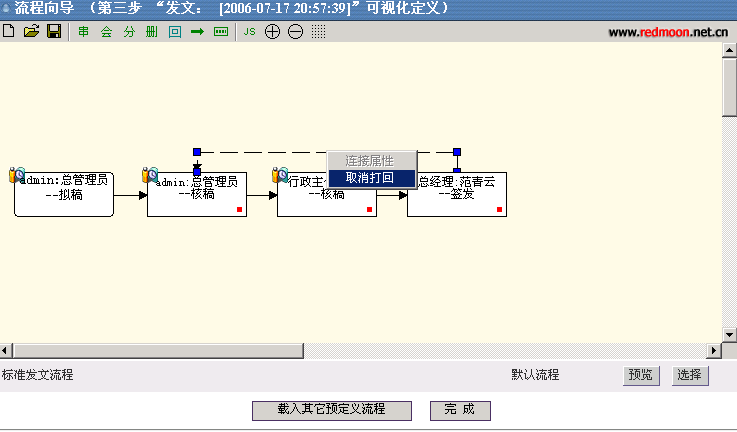 流程向导 （第三步 “发文： [2006-07-17 20:57:39]”可视化定义）
串 会 分 册 回 JS
www.redmoon.net.cn
连接属性
取消打回
admin:总管理员
--拟稿
admin:总管理员
--核稿
行政主
--核稿
总经理:范青云
--签发
标准发文流程 默认流程 预览 选择
载入其它预定义流程 完 成